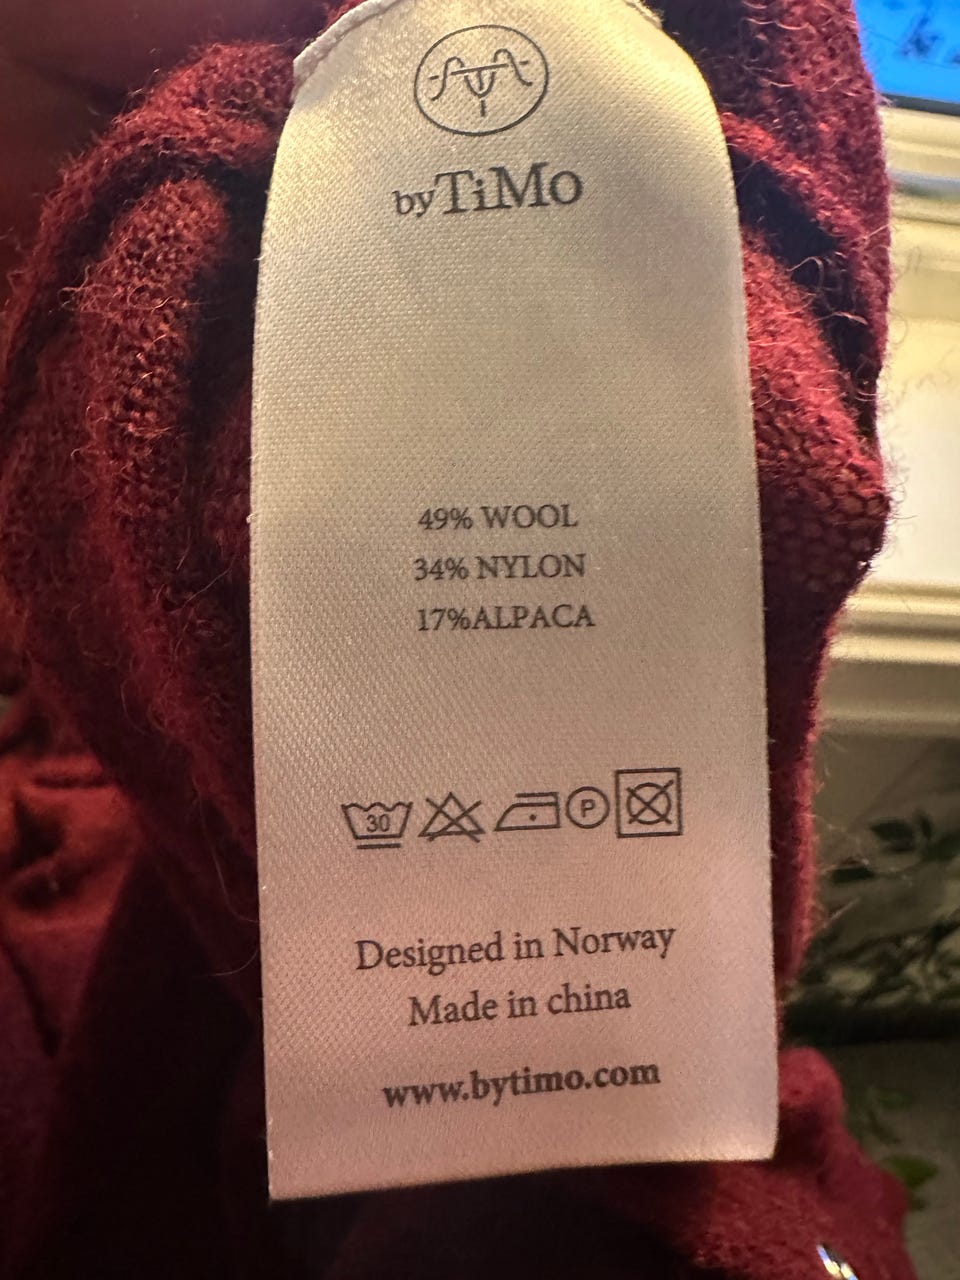 byTiMo
49% WOOL
34% NYLON
17%ALPACA
30 P
Designed in Norway
Made in china
www.bytimo.com